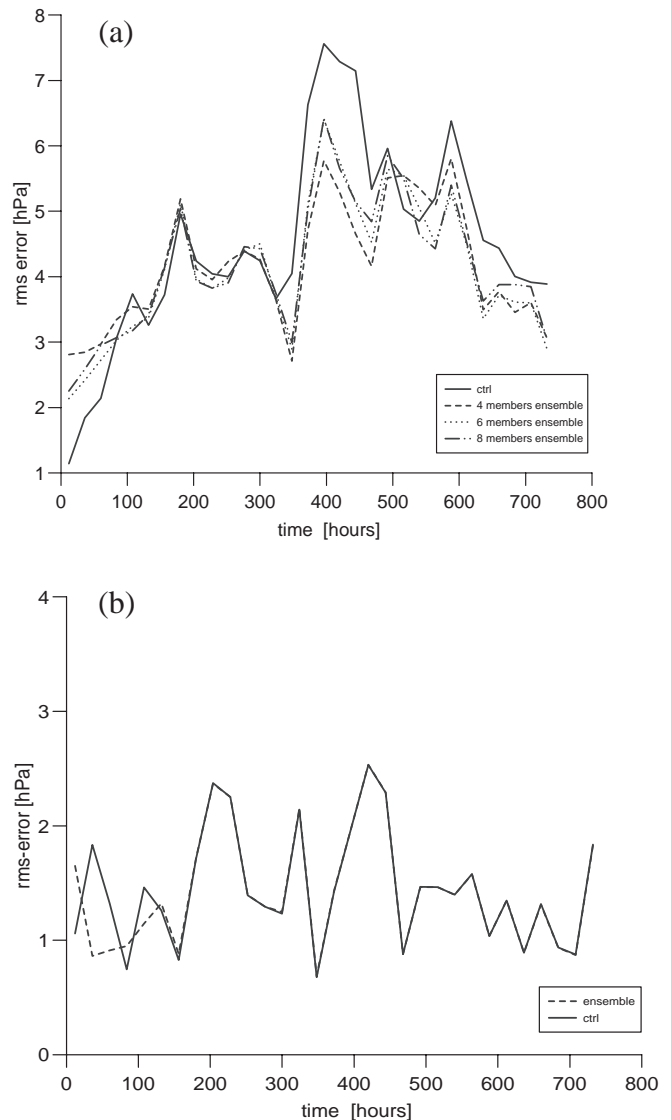 (a)
8
7
6
5
4
3
2
1
rms error [hPa]
ctrl
4 members ensemble
6 members ensemble
8 members ensemble
0 100 200 300 400 500 600 700 800
time [hours]
(b)
4
3
2
1
0
rms-error [hPa]
ensemble
ctrl
0 100 200 300 400 500 600 700 800
time [hours]